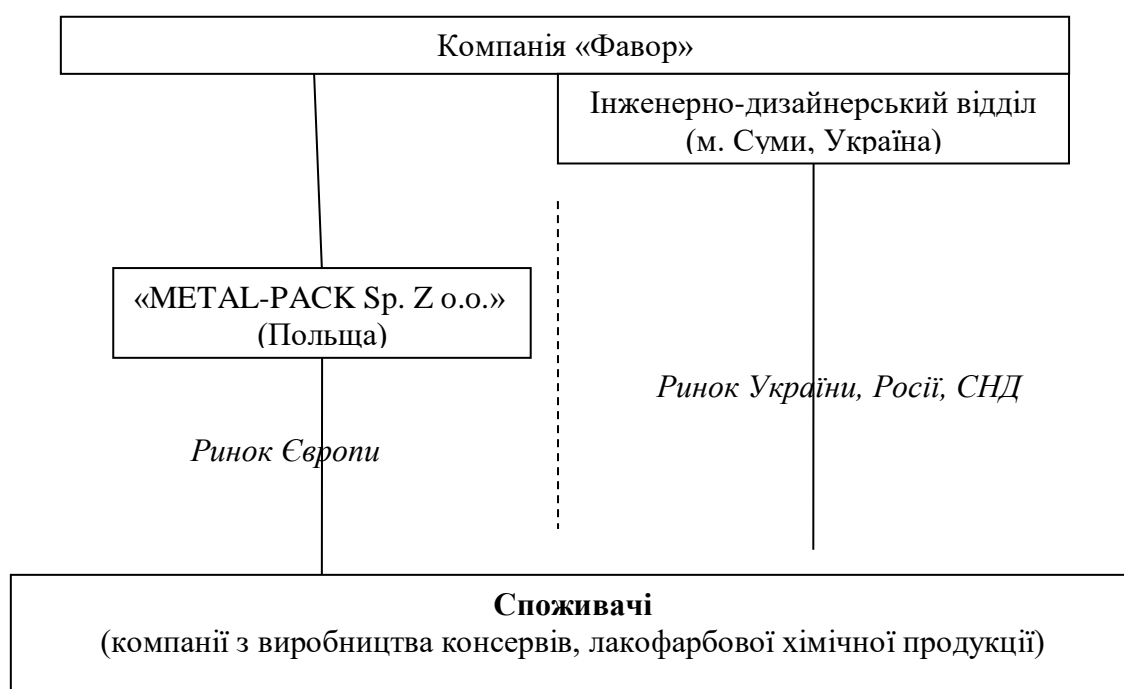 Компанія «Фавор»
Інженерно-дизайнерський відділ
(м. Суми, Україна)
«METAL-PACK Sp. Z o.o.»
(Польща)
Ринок України, Росії, СНД
Ринок Європи
Споживачі
(компанії з виробництва консервів, лакофарбової хімічної продукції)